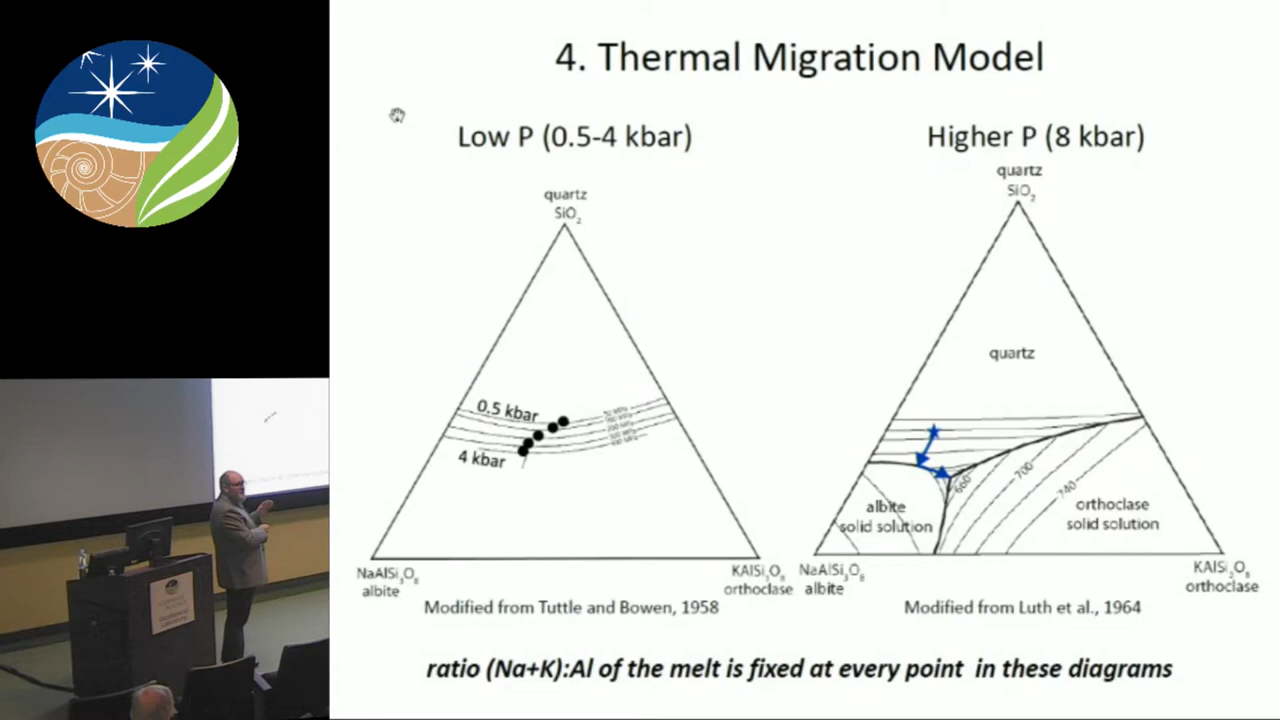 4. Thermal Migration Model
Low P (0.5-4 kbar)
Higher P (8 kbar)
quartz
SiO₂
0.5 kbar
4 kbar
NaAlSi₃O₈
albite
KAlSi₃O₈
orthoclase
Modified from Tuttle and Bowen, 1958
quartz
SiO₂
quartz
albite
solid solution
660
700
740
orthoclase
solid solution
NaAlSi₃O₈
albite
KAlSi₃O₈
orthoclase
Modified from Luth et al., 1964
ratio (Na+K):Al of the melt is fixed at every point in these diagrams